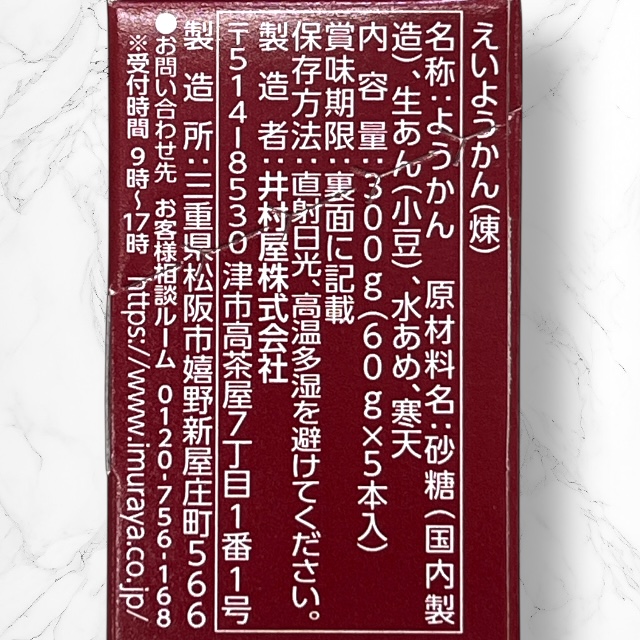 えいようかん(煉)
名称:ようかん　原材料名:砂糖(国内製
造)、生あん(小豆)、水あめ、寒天
内容量:300g(60g×5本入)
賞味期限:裏面に記載
保存方法:直射日光、高温多湿を避けてください。
製造者:井村屋株式会社
〒514-8530 津市高茶屋7丁目1番1号
製造所:三重県松阪市嬉野新屋庄町566
●お問い合わせ先 お客様相談ルーム 0120-756-168
※受付時間 9時〜17時 https://www.imuraya.co.jp/